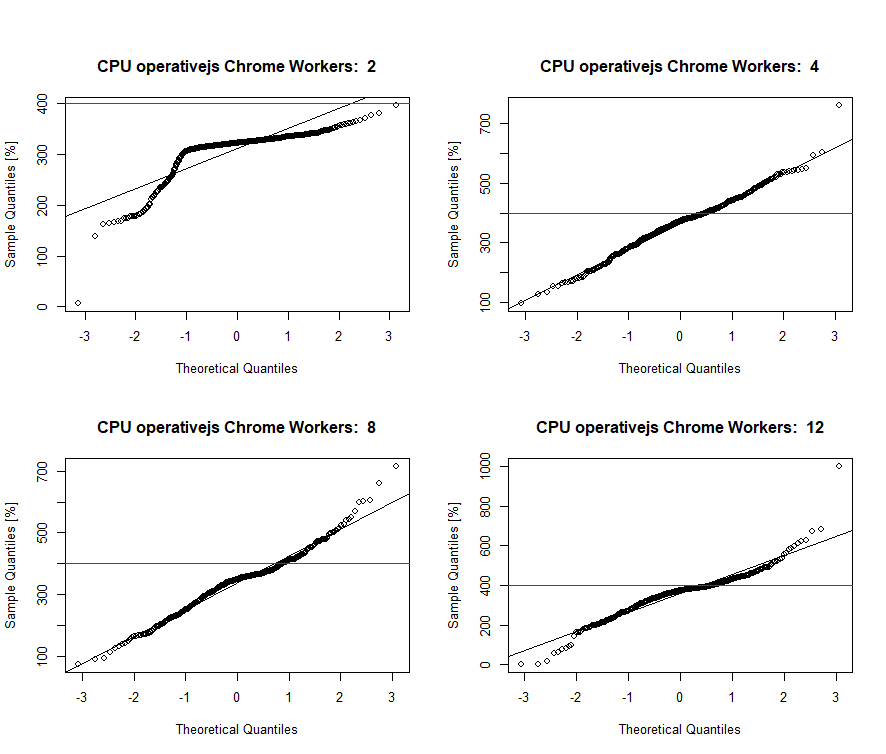 CPU operativejs Chrome Workers:  2
Sample Quantiles [%]
400
300
200
100
0
-3 -2 -1 0 1 2 3
Theoretical Quantiles
CPU operativejs Chrome Workers:  4
Sample Quantiles [%]
700
500
300
100
-3 -2 -1 0 1 2 3
Theoretical Quantiles
CPU operativejs Chrome Workers:  8
Sample Quantiles [%]
700
500
300
100
-3 -2 -1 0 1 2 3
Theoretical Quantiles
CPU operativejs Chrome Workers:  12
Sample Quantiles [%]
1000
800
600
400
200
0
-3 -2 -1 0 1 2 3
Theoretical Quantiles